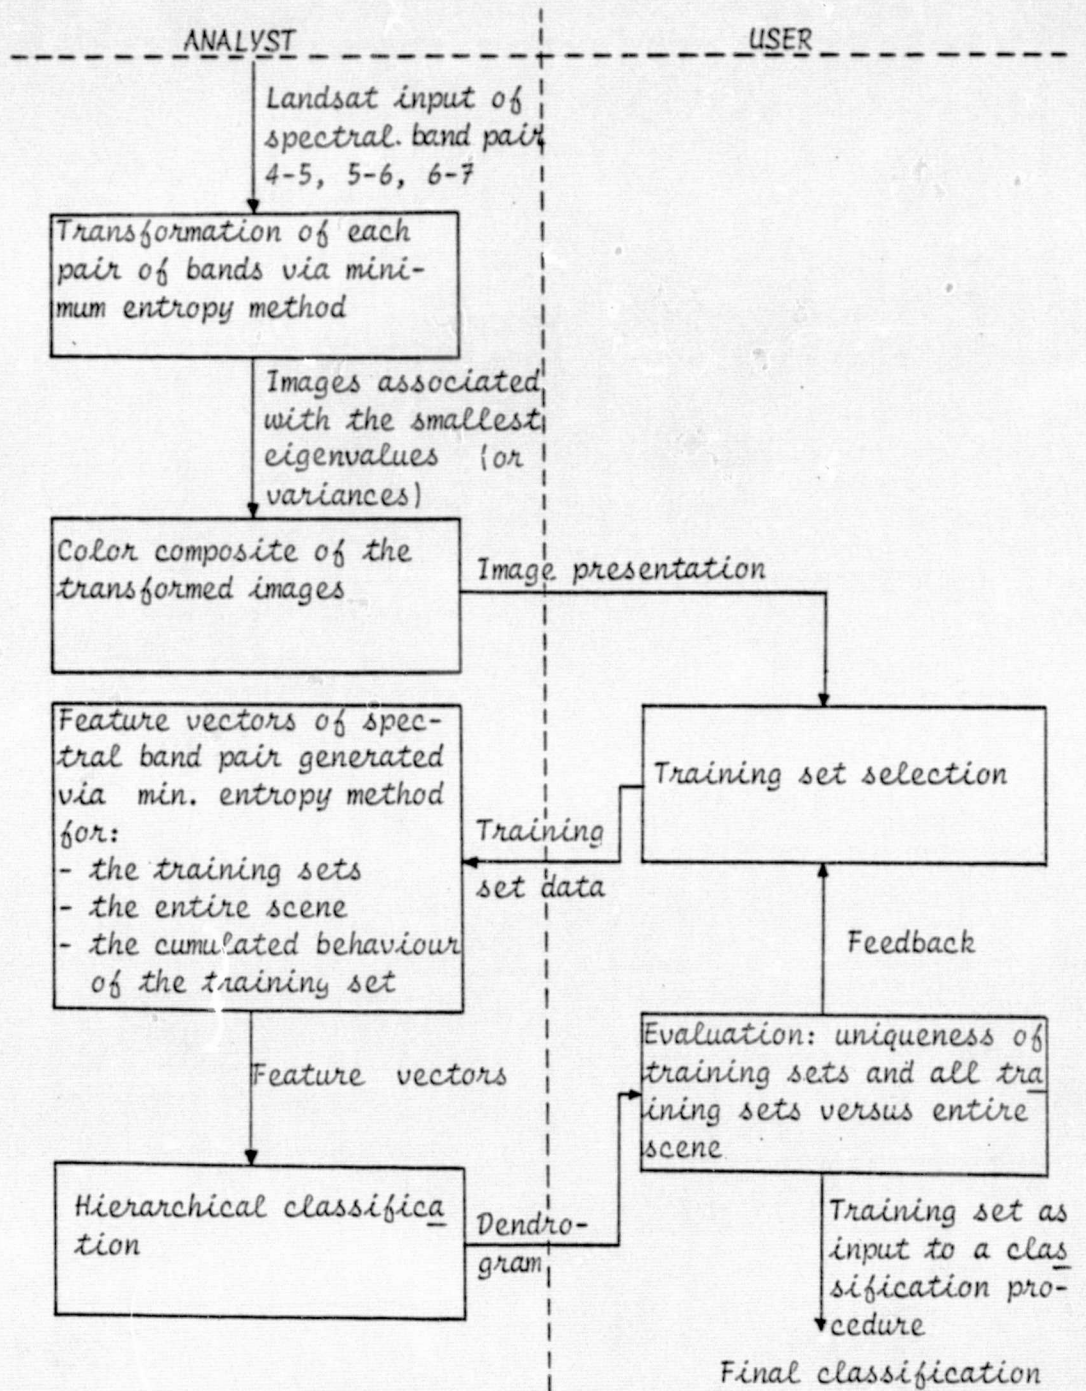 ANALYST
USER
Landsat input of
spectral. band pair
4-5, 5-6, 6-7
Transformation of each
pair of bands via mini-
mum entropy method
Images associated
with the smallest
eigenvalues (or
variances)
Color composite of the
transformed images
Image presentation
Feature vectors of spec-
tral band pair generated
via min. entropy method
for:
- the training sets
- the entire scene
- the cumulated behaviour
of the training set
Training set selection
Training
set data
Feedback
Evaluation: uniqueness of
training sets and all tra
ining sets versus entire
scene
Feature vectors
Hierarchical classifica
tion
Dendro-
gram
Training set as
input to a clas
sification pro-
cedure
Final classification